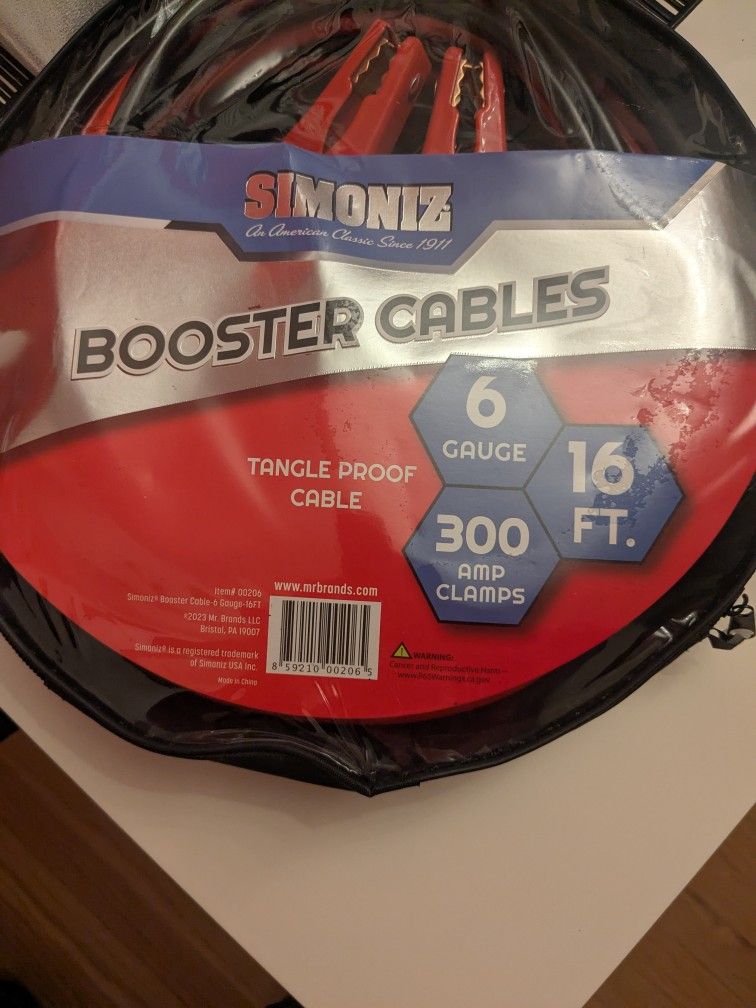 SIMONIZ
An American Classic Since 1911
BOOSTER CABLES
6
GAUGE
16
FT.
300
AMP
CLAMPS
TANGLE PROOF
CABLE
Item# 00206
Simoniz® Booster Cable-6 Gauge-16FT
©2023 Mr. Brands LLC
Bristol, PA 19007
Simoniz® is a registered trademark
of Simoniz USA Inc.
Made in China
www.mrbrands.com
8 59210 00206 5
WARNING:
Cancer and Reproductive Harm -
www.P65Warnings.ca.gov